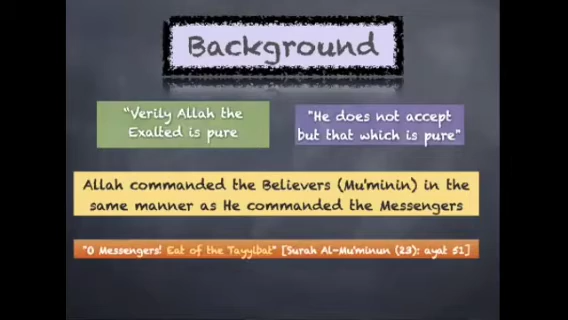 Background
"Verily Allah the
Exalted is pure
"He does not accept
but that which is pure"
Allah commanded the Believers (Mu'minin) in the
same manner as He commanded the Messengers
"O Messengers! Eat of the Tayyibat" [Surah Al-Mu'minun (23): ayat 51]